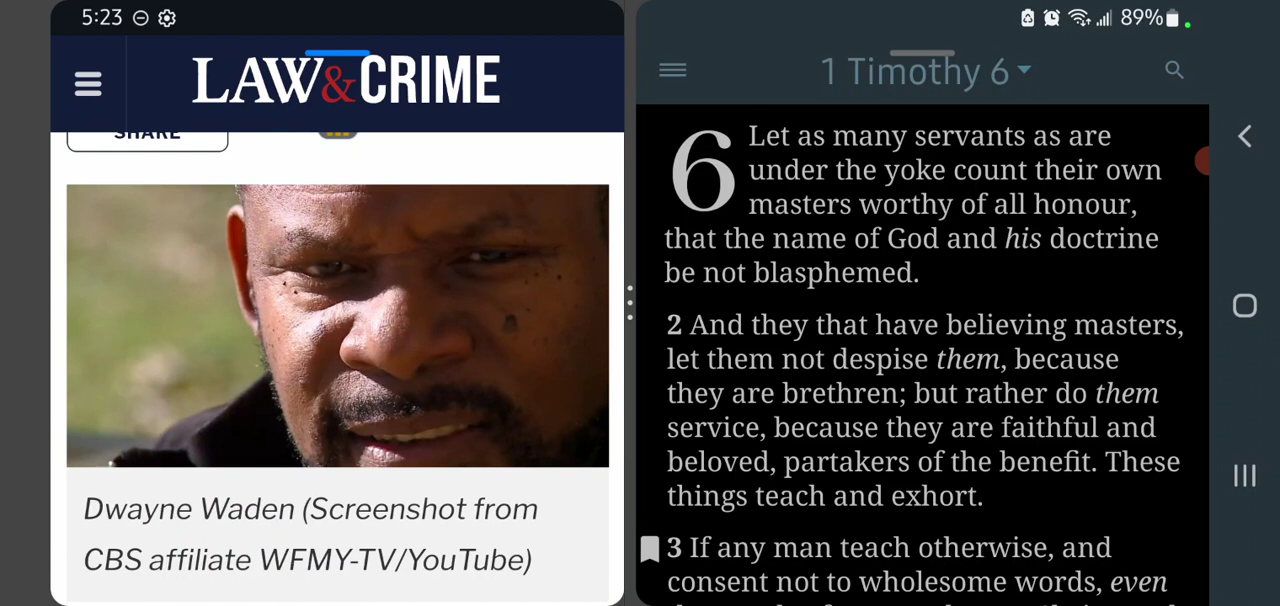 5:23
LAW&CRIME
SHARE
Dwayne Waden (Screenshot from
CBS affiliate WFMY-TV/YouTube)
89%
1 Timothy 6
6 Let as many servants as are
under the yoke count their own
masters worthy of all honour,
that the name of God and his doctrine
be not blasphemed.
2 And they that have believing masters,
let them not despise them, because
they are brethren; but rather do them
service, because they are faithful and
beloved, partakers of the benefit. These
things teach and exhort.
3 If any man teach otherwise, and
consent not to wholesome words, even